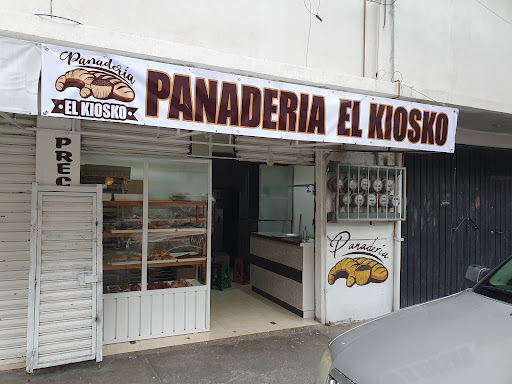 Panaderia
EL KIOSKO
PANADERIA EL KIOSKO
PREC
Panaderia